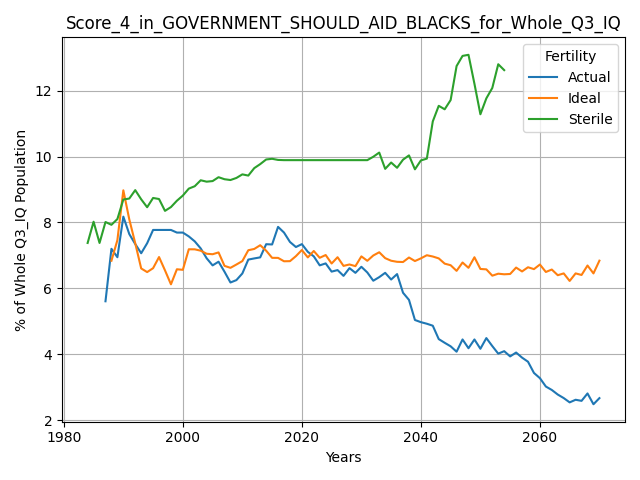 Score_4_in_GOVERNMENT_SHOULD_AID_BLACKS_for_Whole_Q3_IQ
% of Whole Q3_IQ Population
12
10
8
6
4
2
Fertility
Actual
Ideal
Sterile
1980
2000
2020
2040
2060
Years